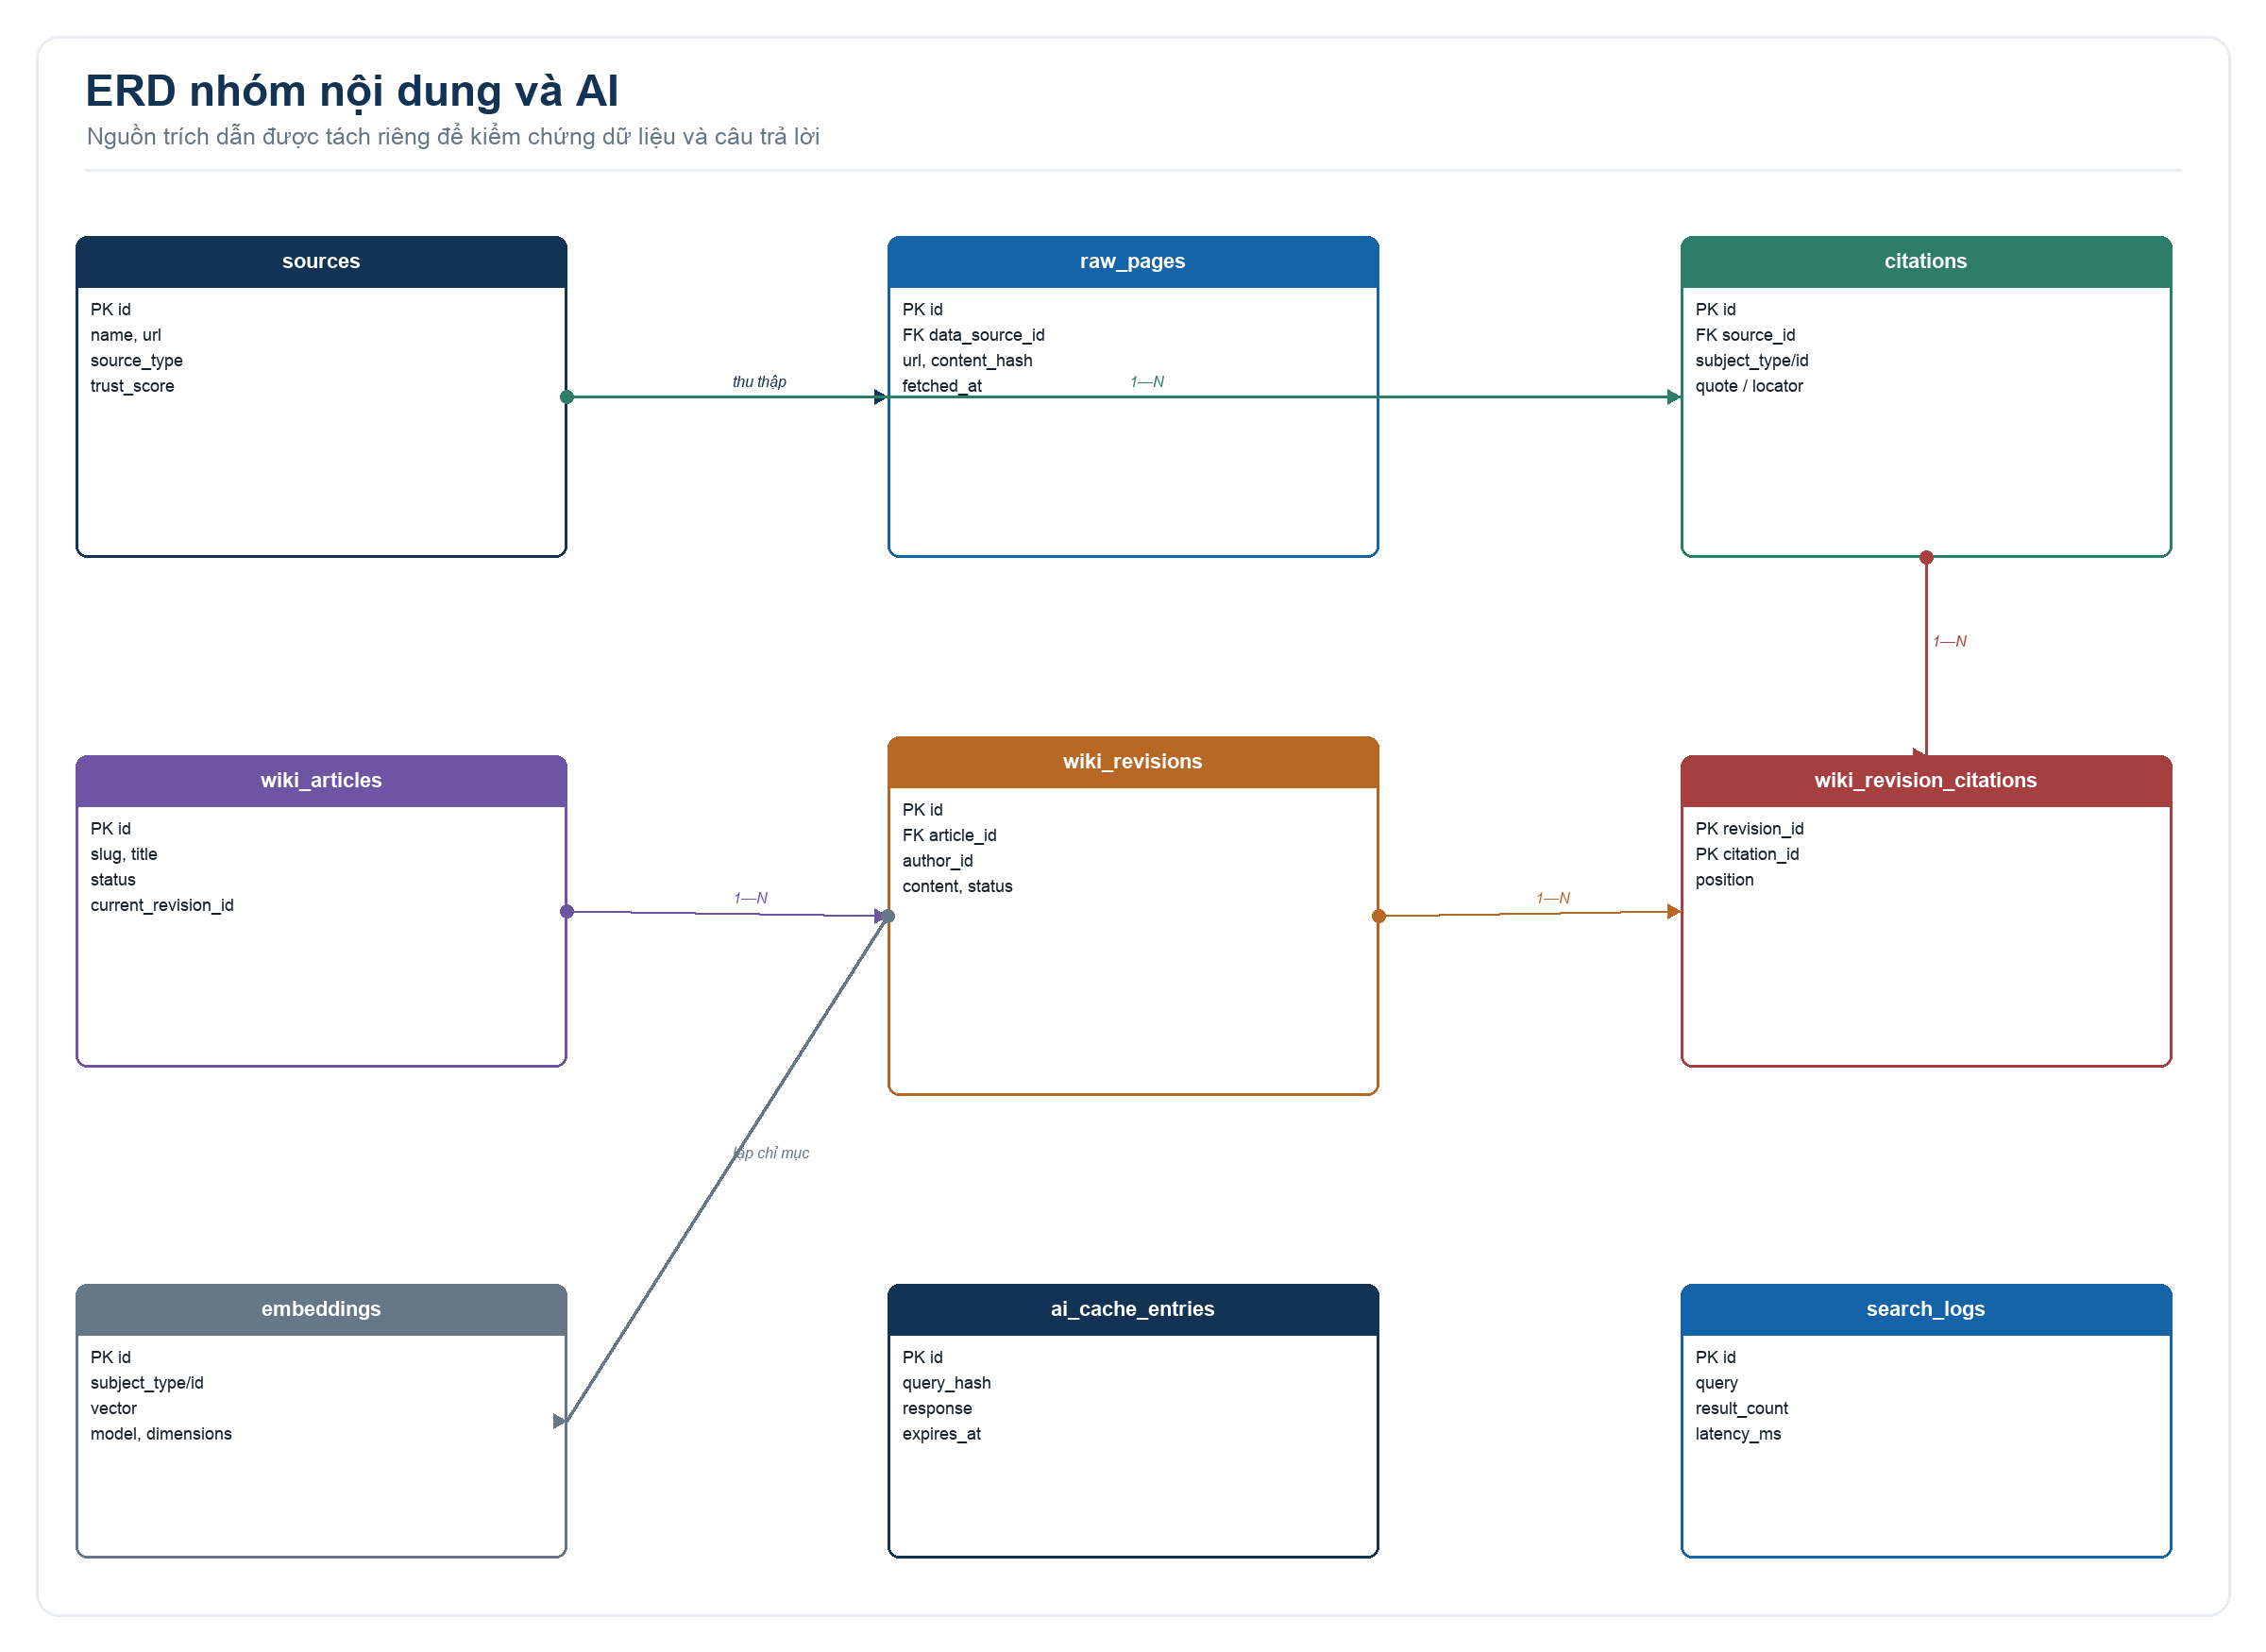 ERD nhóm nội dung và AI
Nguồn trích dẫn được tách riêng để kiểm chứng dữ liệu và câu trả lời
sources
PK id
name, url
source_type
trust_score
thu thập
raw_pages
PK id
FK data_source_id
url, content_hash
fetched_at
1—N
citations
PK id
FK source_id
subject_type/id
quote / locator
1—N
wiki_articles
PK id
slug, title
status
current_revision_id
1—N
wiki_revisions
PK id
FK article_id
author_id
content, status
1—N
wiki_revision_citations
PK revision_id
PK citation_id
position
lập chỉ mục
embeddings
PK id
subject_type/id
vector
model, dimensions
ai_cache_entries
PK id
query_hash
response
expires_at
search_logs
PK id
query
result_count
latency_ms